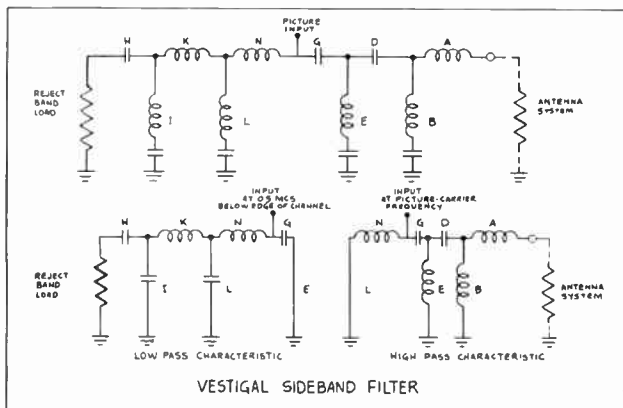 PICTURE INPUT
W K N G D A
REJECT BAND LOAD
I L E B
ANTENNA SYSTEM
INPUT AT 0.5 MCS BELOW EDGE OF CHANNEL
INPUT AT PICTURE-CARRIER FREQUENCY
W K N G N G D A
REJECT BAND LOAD
I L E L E B
ANTENNA SYSTEM
LOW PASS CHARACTERISTIC
HIGH PASS CHARACTERISTIC
VESTIGAL SIDEBAND FILTER